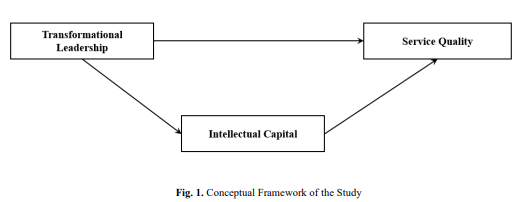 Transformational
Leadership
Service Quality
Intellectual Capital
Fig. 1. Conceptual Framework of the Study